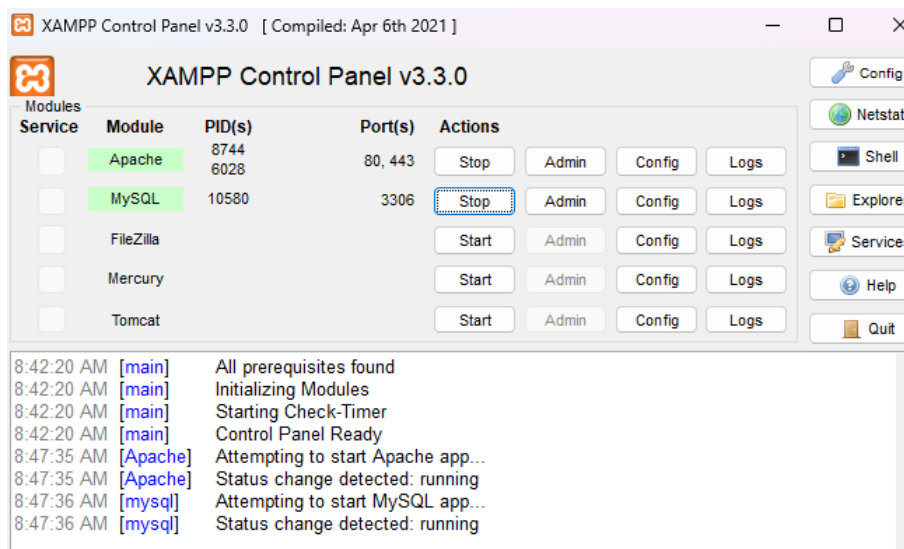 XAMPP Control Panel v3.3.0 [ Compiled: Apr 6th 2021 ]
XAMPP Control Panel v3.3.0
Config
Modules
Service Module PID(s) Port(s) Actions
Netstat
Apache 8744 6028 80, 443 Stop Admin Config Logs
Shell
MySQL 10580 3306 Stop Admin Config Logs
Explorer
FileZilla Start Admin Config Logs
Service
Mercury Start Admin Config Logs
Help
Tomcat Start Admin Config Logs
Quit
8:42:20 AM [main] All prerequisites found
8:42:20 AM [main] Initializing Modules
8:42:20 AM [main] Starting Check-Timer
8:42:20 AM [main] Control Panel Ready
8:47:35 AM [Apache] Attempting to start Apache app...
8:47:35 AM [Apache] Status change detected: running
8:47:36 AM [mysql] Attempting to start MySQL app...
8:47:36 AM [mysql] Status change detected: running